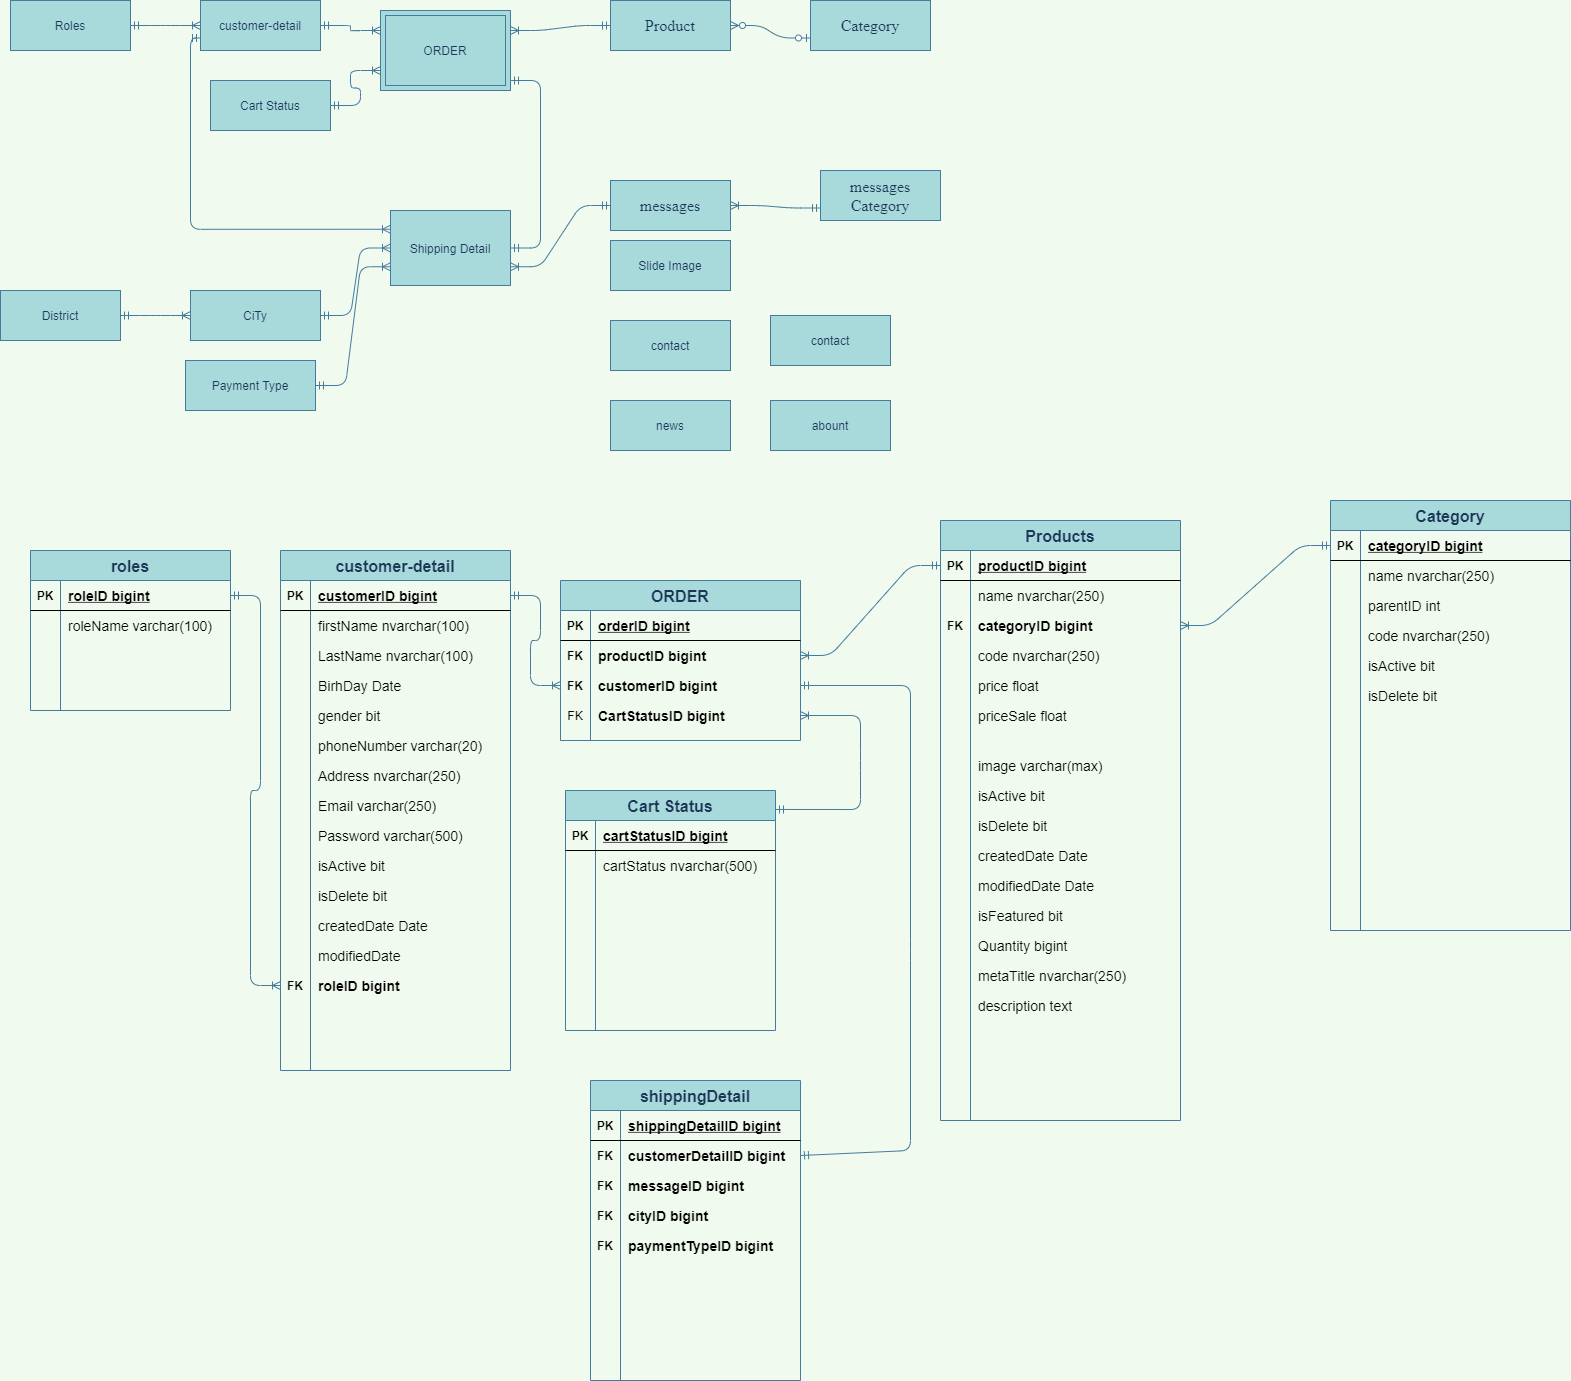 Roles
customer-detail
ORDER
Product
Category
Cart Status
messages
messages
Category
Shipping Detail
Slide Image
District
CiTy
contact
contact
Payment Type
news
abount
roles
PK roleID bigint
roleName varchar(100)
customer-detail
PK customerID bigint
firstName nvarchar(100)
LastName nvarchar(100)
BirhDay Date
gender bit
phoneNumber varchar(20)
Address nvarchar(250)
Email varchar(250)
Password varchar(500)
isActive bit
isDelete bit
createdDate Date
modifiedDate
FK roleID bigint
ORDER
PK orderID bigint
FK productID bigint
FK customerID bigint
FK CartStatusID bigint
Cart Status
PK cartStatusID bigint
cartStatus nvarchar(500)
shippingDetail
PK shippingDetailID bigint
FK customerDetailID bigint
FK messageID bigint
FK cityID bigint
FK paymentTypeID bigint
Products
PK productID bigint
name nvarchar(250)
FK categoryID bigint
code nvarchar(250)
price float
priceSale float
image varchar(max)
isActive bit
isDelete bit
createdDate Date
modifiedDate Date
isFeatured bit
Quantity bigint
metaTitle nvarchar(250)
description text
Category
PK categoryID bigint
name nvarchar(250)
parentID int
code nvarchar(250)
isActive bit
isDelete bit